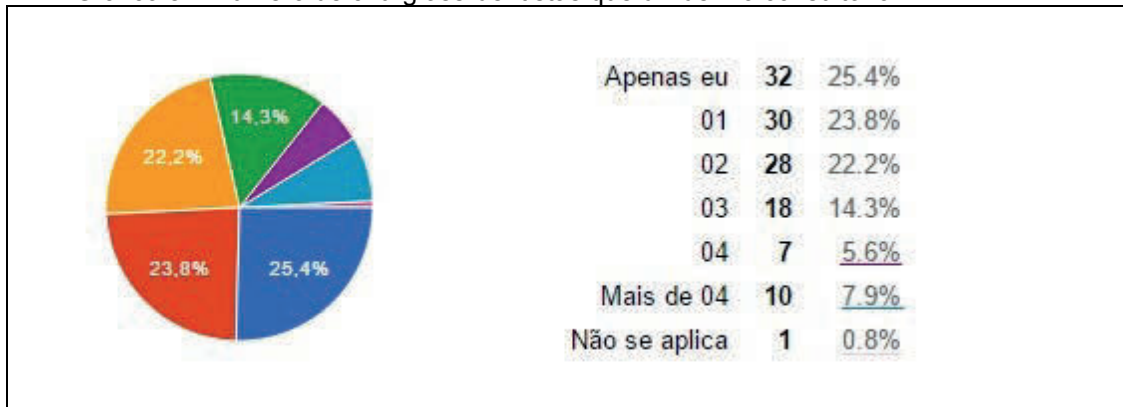 14,3%
22,2%
23,8%
25,4%
Apenas eu 32 25.4%
01 30 23.8%
02 28 22.2%
03 18 14.3%
04 7 5.6%
Mais de 04 10 7.9%
Não se aplica 1 0.8%